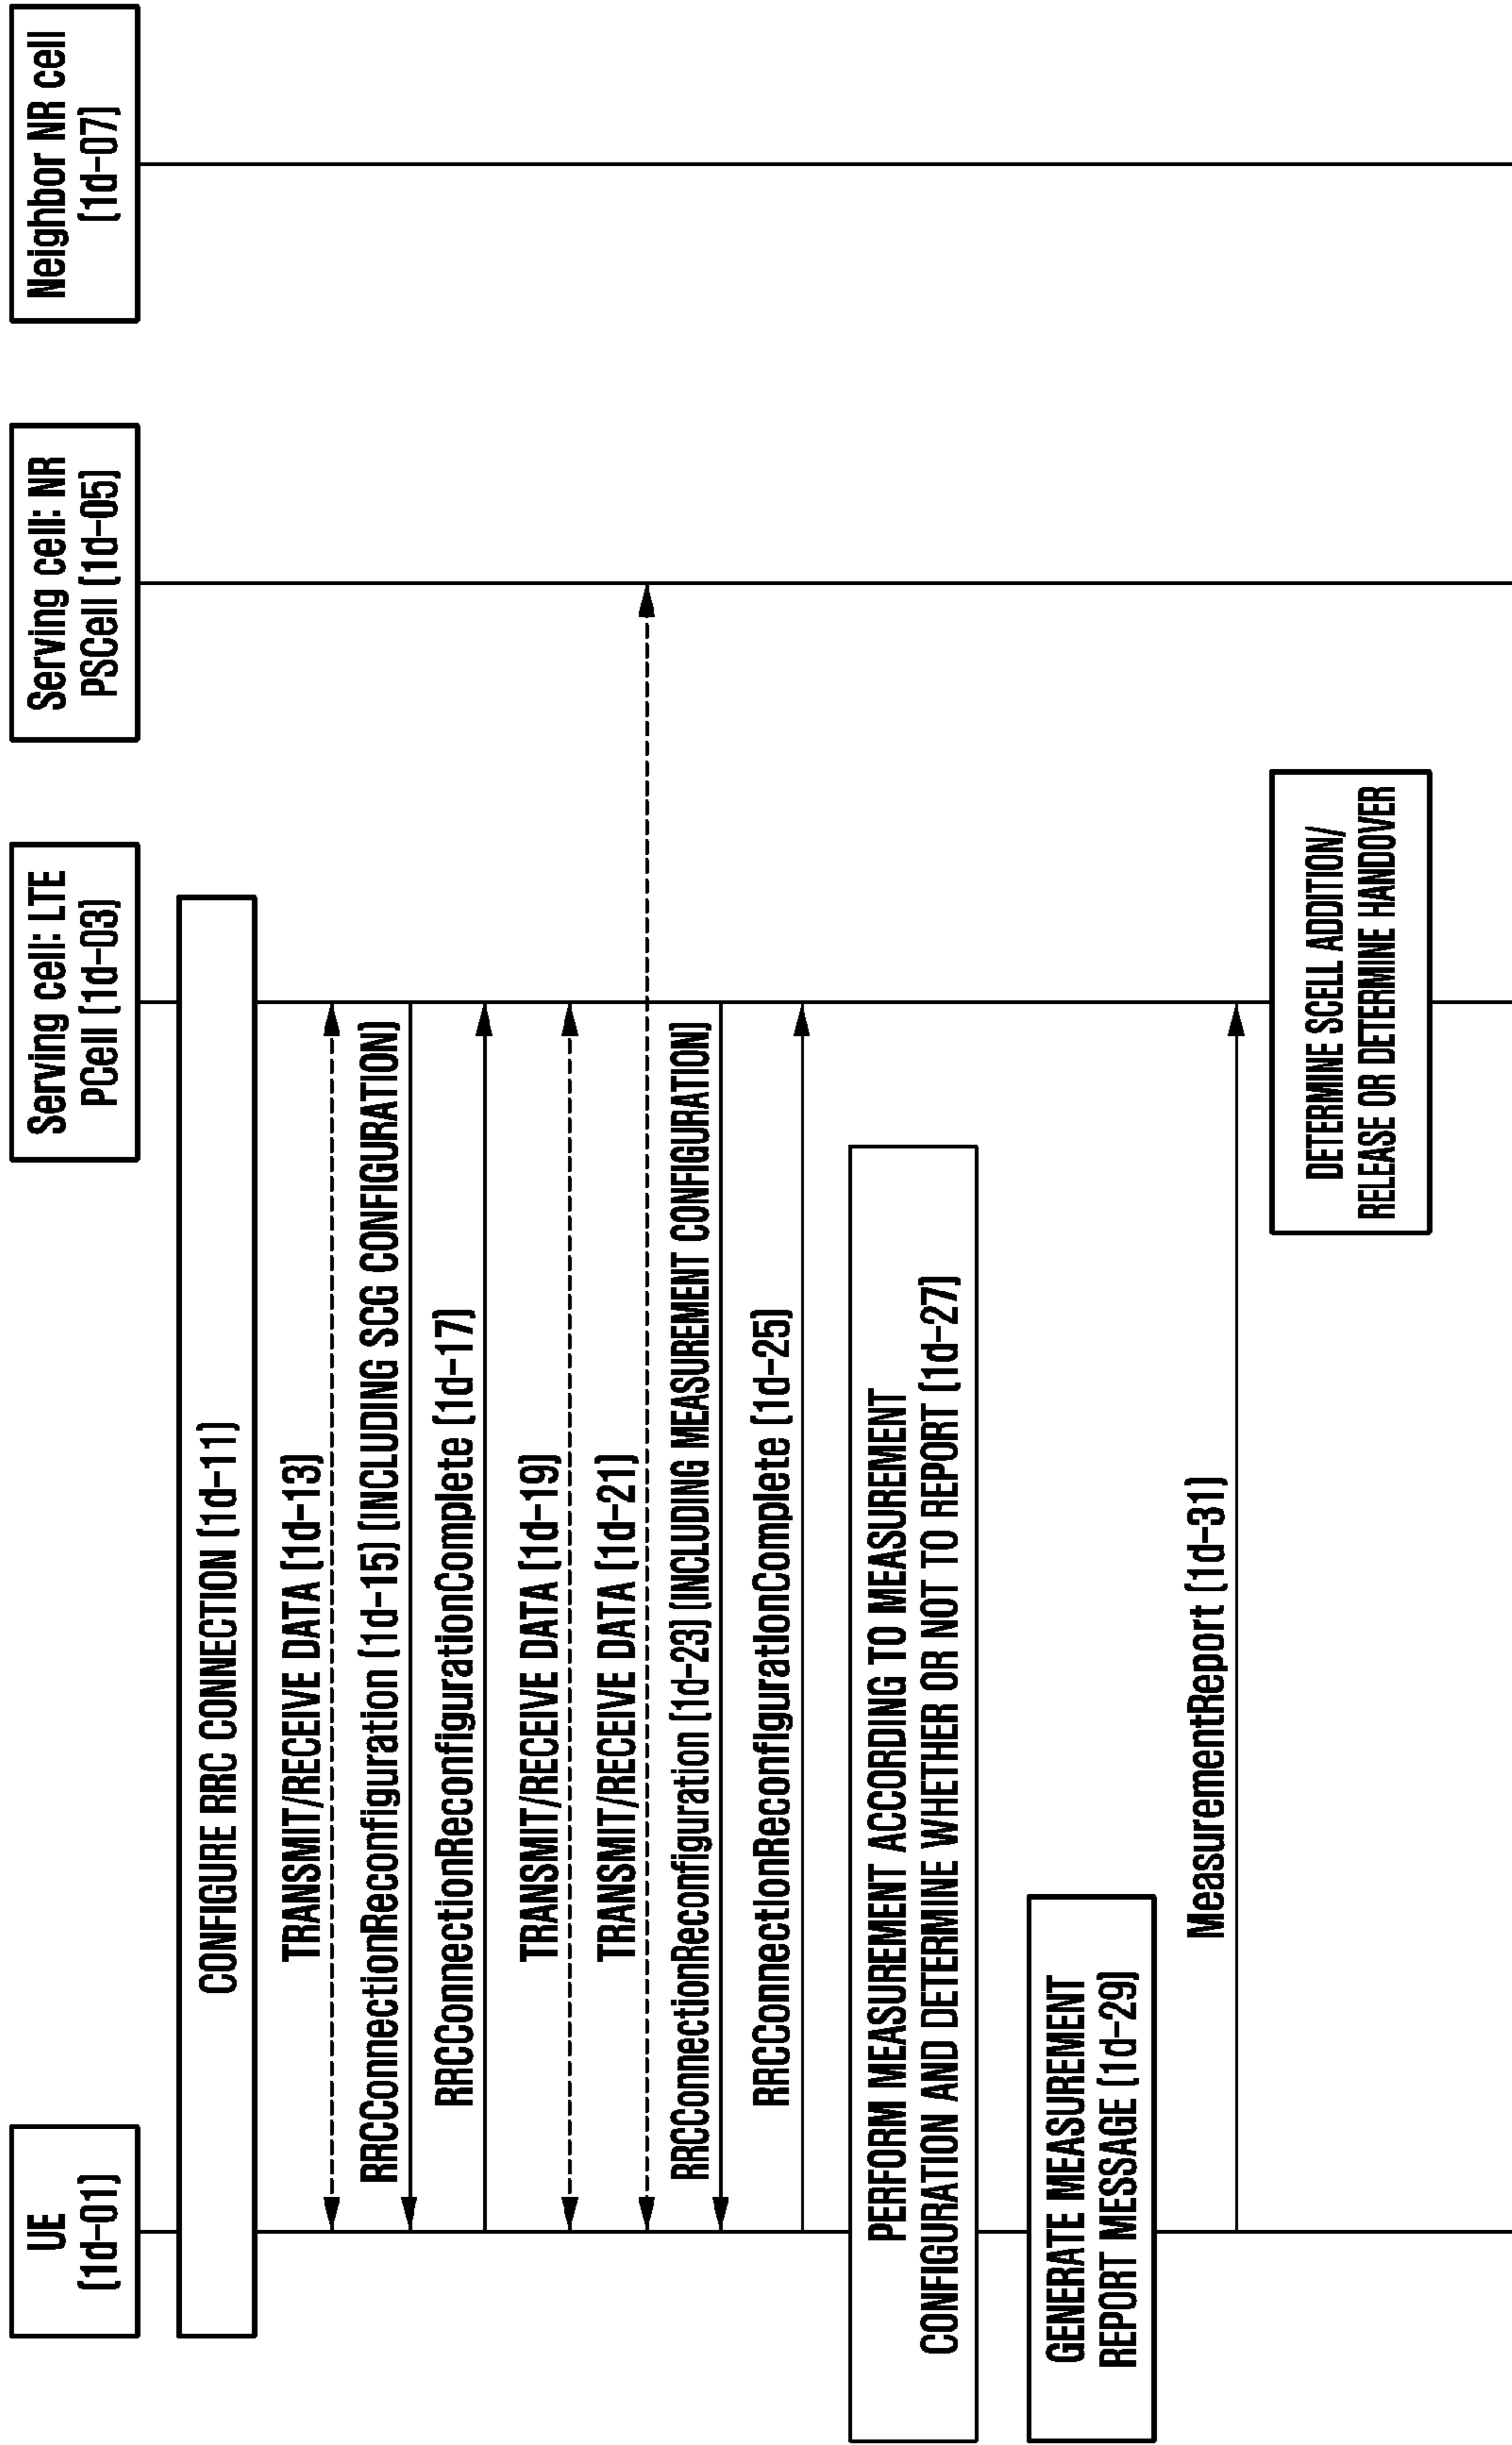 UE
(1d-01)
Serving cell: LTE
PCell (1d-03)
Serving cell: NR
PSCell (1d-05)
Neighbor NR cell
(1d-07)
CONFIGURE RRC CONNECTION (1d-11)
TRANSMIT/RECEIVE DATA (1d-13)
RRCConnectionReconfiguration (1d-15) (INCLUDING SCG CONFIGURATION)
RRCConnectionReconfigurationComplete (1d-17)
TRANSMIT/RECEIVE DATA (1d-19)
TRANSMIT/RECEIVE DATA (1d-21)
RRCConnectionReconfiguration (1d-23) (INCLUDING MEASUREMENT CONFIGURATION)
RRCConnectionReconfigurationComplete (1d-25)
PERFORM MEASUREMENT ACCORDING TO MEASUREMENT
CONFIGURATION AND DETERMINE WHETHER OR NOT TO REPORT (1d-27)
GENERATE MEASUREMENT
REPORT MESSAGE (1d-29)
MeasurementReport (1d-31)
DETERMINE SCELL ADDITION/
RELEASE OR DETERMINE HANDOVER